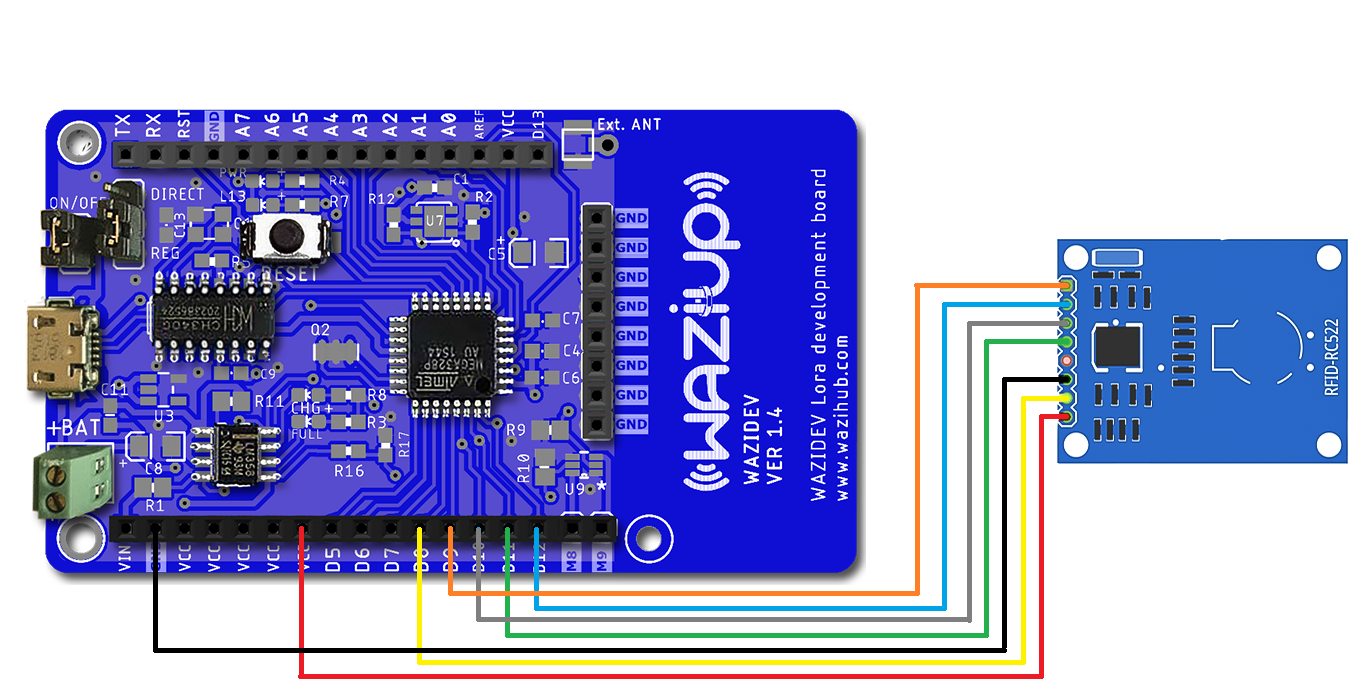 TX RX RST GND A7 A6 A5 A4 A3 A2 A1 A0 AREF VCC D13
Ext. ANT
PWR
R4
C1
DIRECT
L13
R7
R12
R2
ON/OFF
C13
U7
GND
GND
GND
GND
GND
GND
GND
GND
C5
REG
RESET
Q2
C7
C4
C6
CH340G
ATMEL
MEGA328P
AU 1544
C9
C11
U3
R11
CHG
FULL
R8
R3
R17
R16
R9
R10
U9
+BAT
C8
R1
VIN VCC VCC VCC VCC VCC D5 D6 D7 D8 D9 D10 D11 D12 M8 M9
WAZIUP
WAZIDEV
VER 1.4
WAZIDEV Lora development board
www.wazihub.com
RFID-RC522